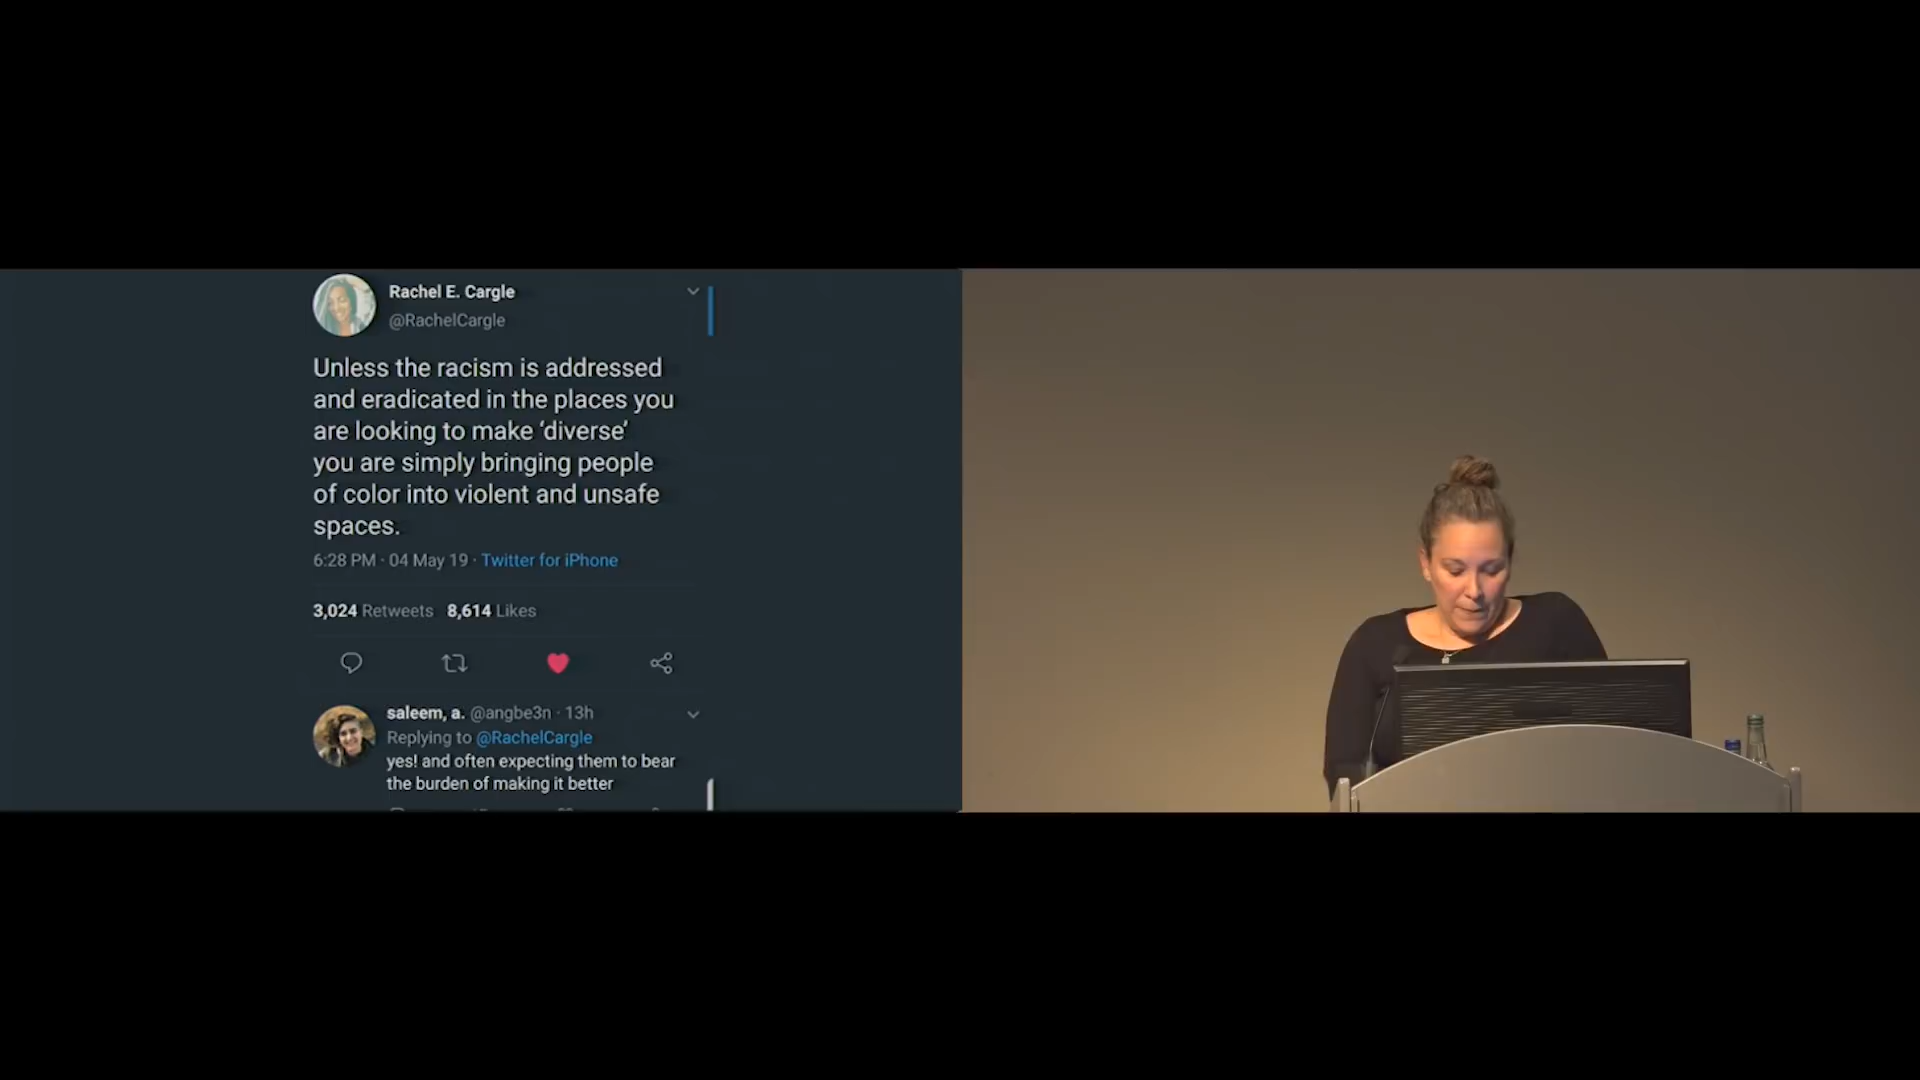 Rachel E. Cargle
@RachelCargle
Unless the racism is addressed
and eradicated in the places you
are looking to make ‘diverse’
you are simply bringing people
of color into violent and unsafe
spaces.
6:28 PM · 04 May 19 · Twitter for iPhone
3,024 Retweets 8,614 Likes
saleem, a. @angbe3n · 13h
Replying to @RachelCargle
yes! and often expecting them to bear
the burden of making it better